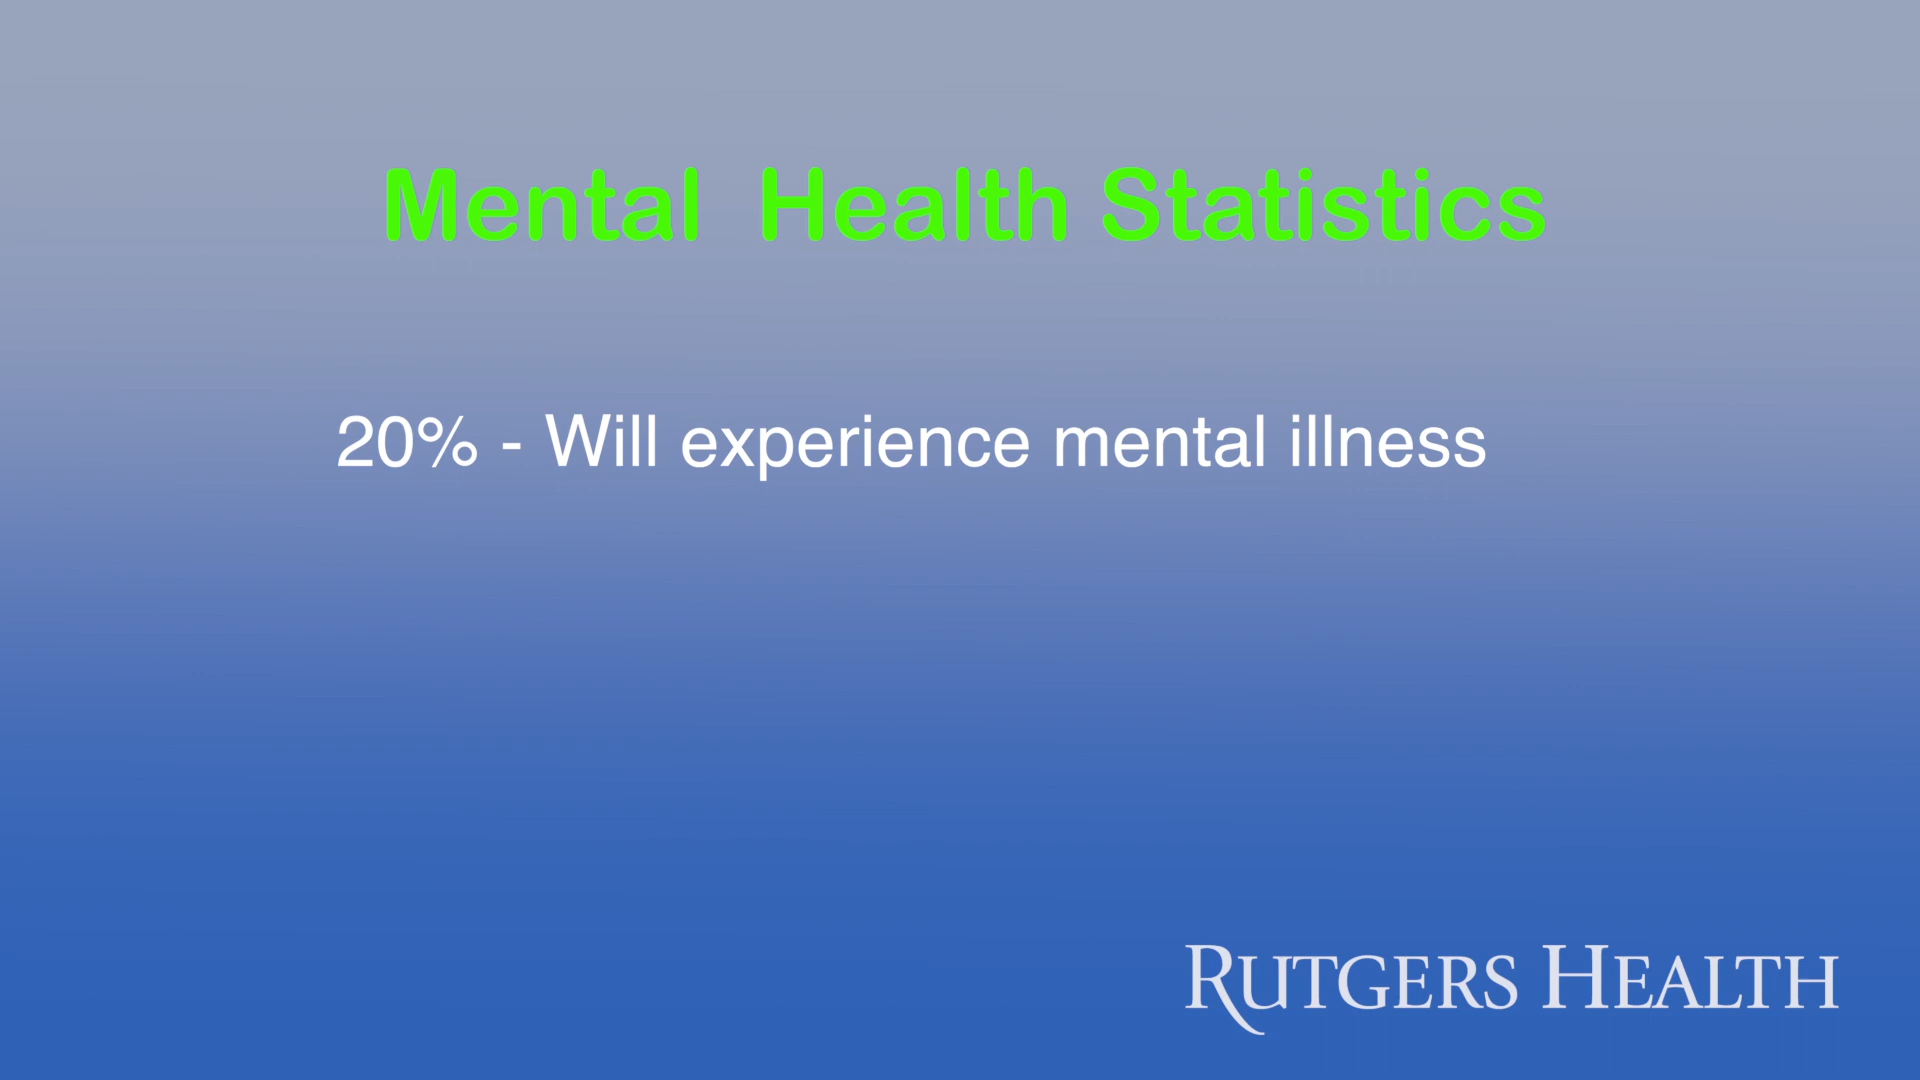 Mental  Health Statistics
20% - Will experience mental illness
RUTGERS HEALTH